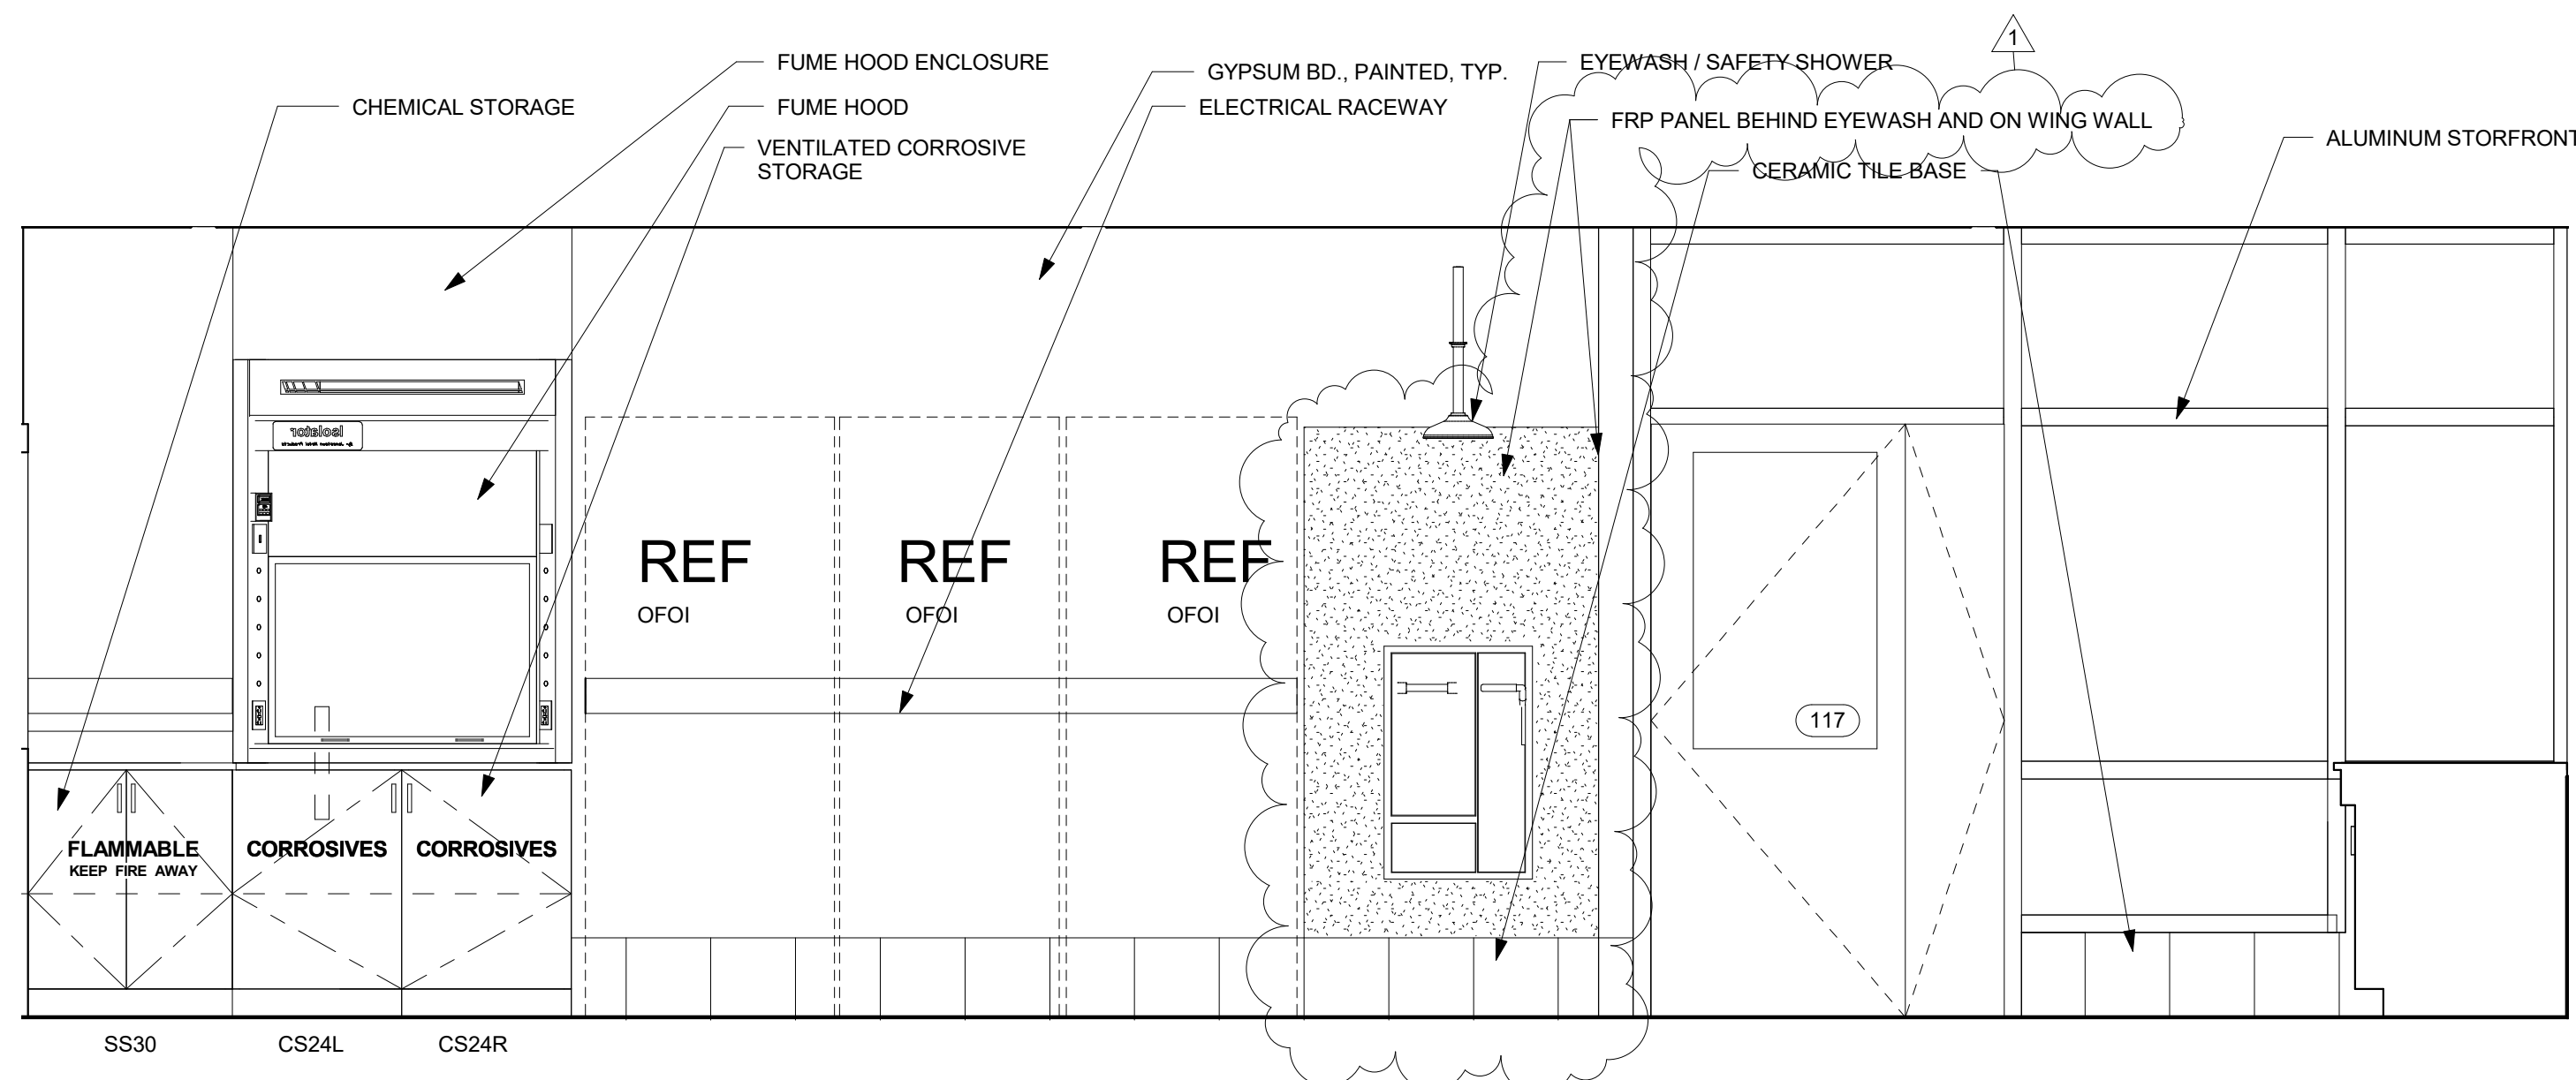 1
FUME HOOD ENCLOSURE
GYPSUM BD., PAINTED, TYP.
EYEWASH / SAFETY SHOWER
CHEMICAL STORAGE
FUME HOOD
ELECTRICAL RACEWAY
FRP PANEL BEHIND EYEWASH AND ON WING WALL
ALUMINUM STORFRONT
VENTILATED CORROSIVE
STORAGE
CERAMIC TILE BASE
Isolator
REF
OFOI
REF
OFOI
REF
OFOI
117
FLAMMABLE
KEEP FIRE AWAY
CORROSIVES
CORROSIVES
SS30
CS24L
CS24R